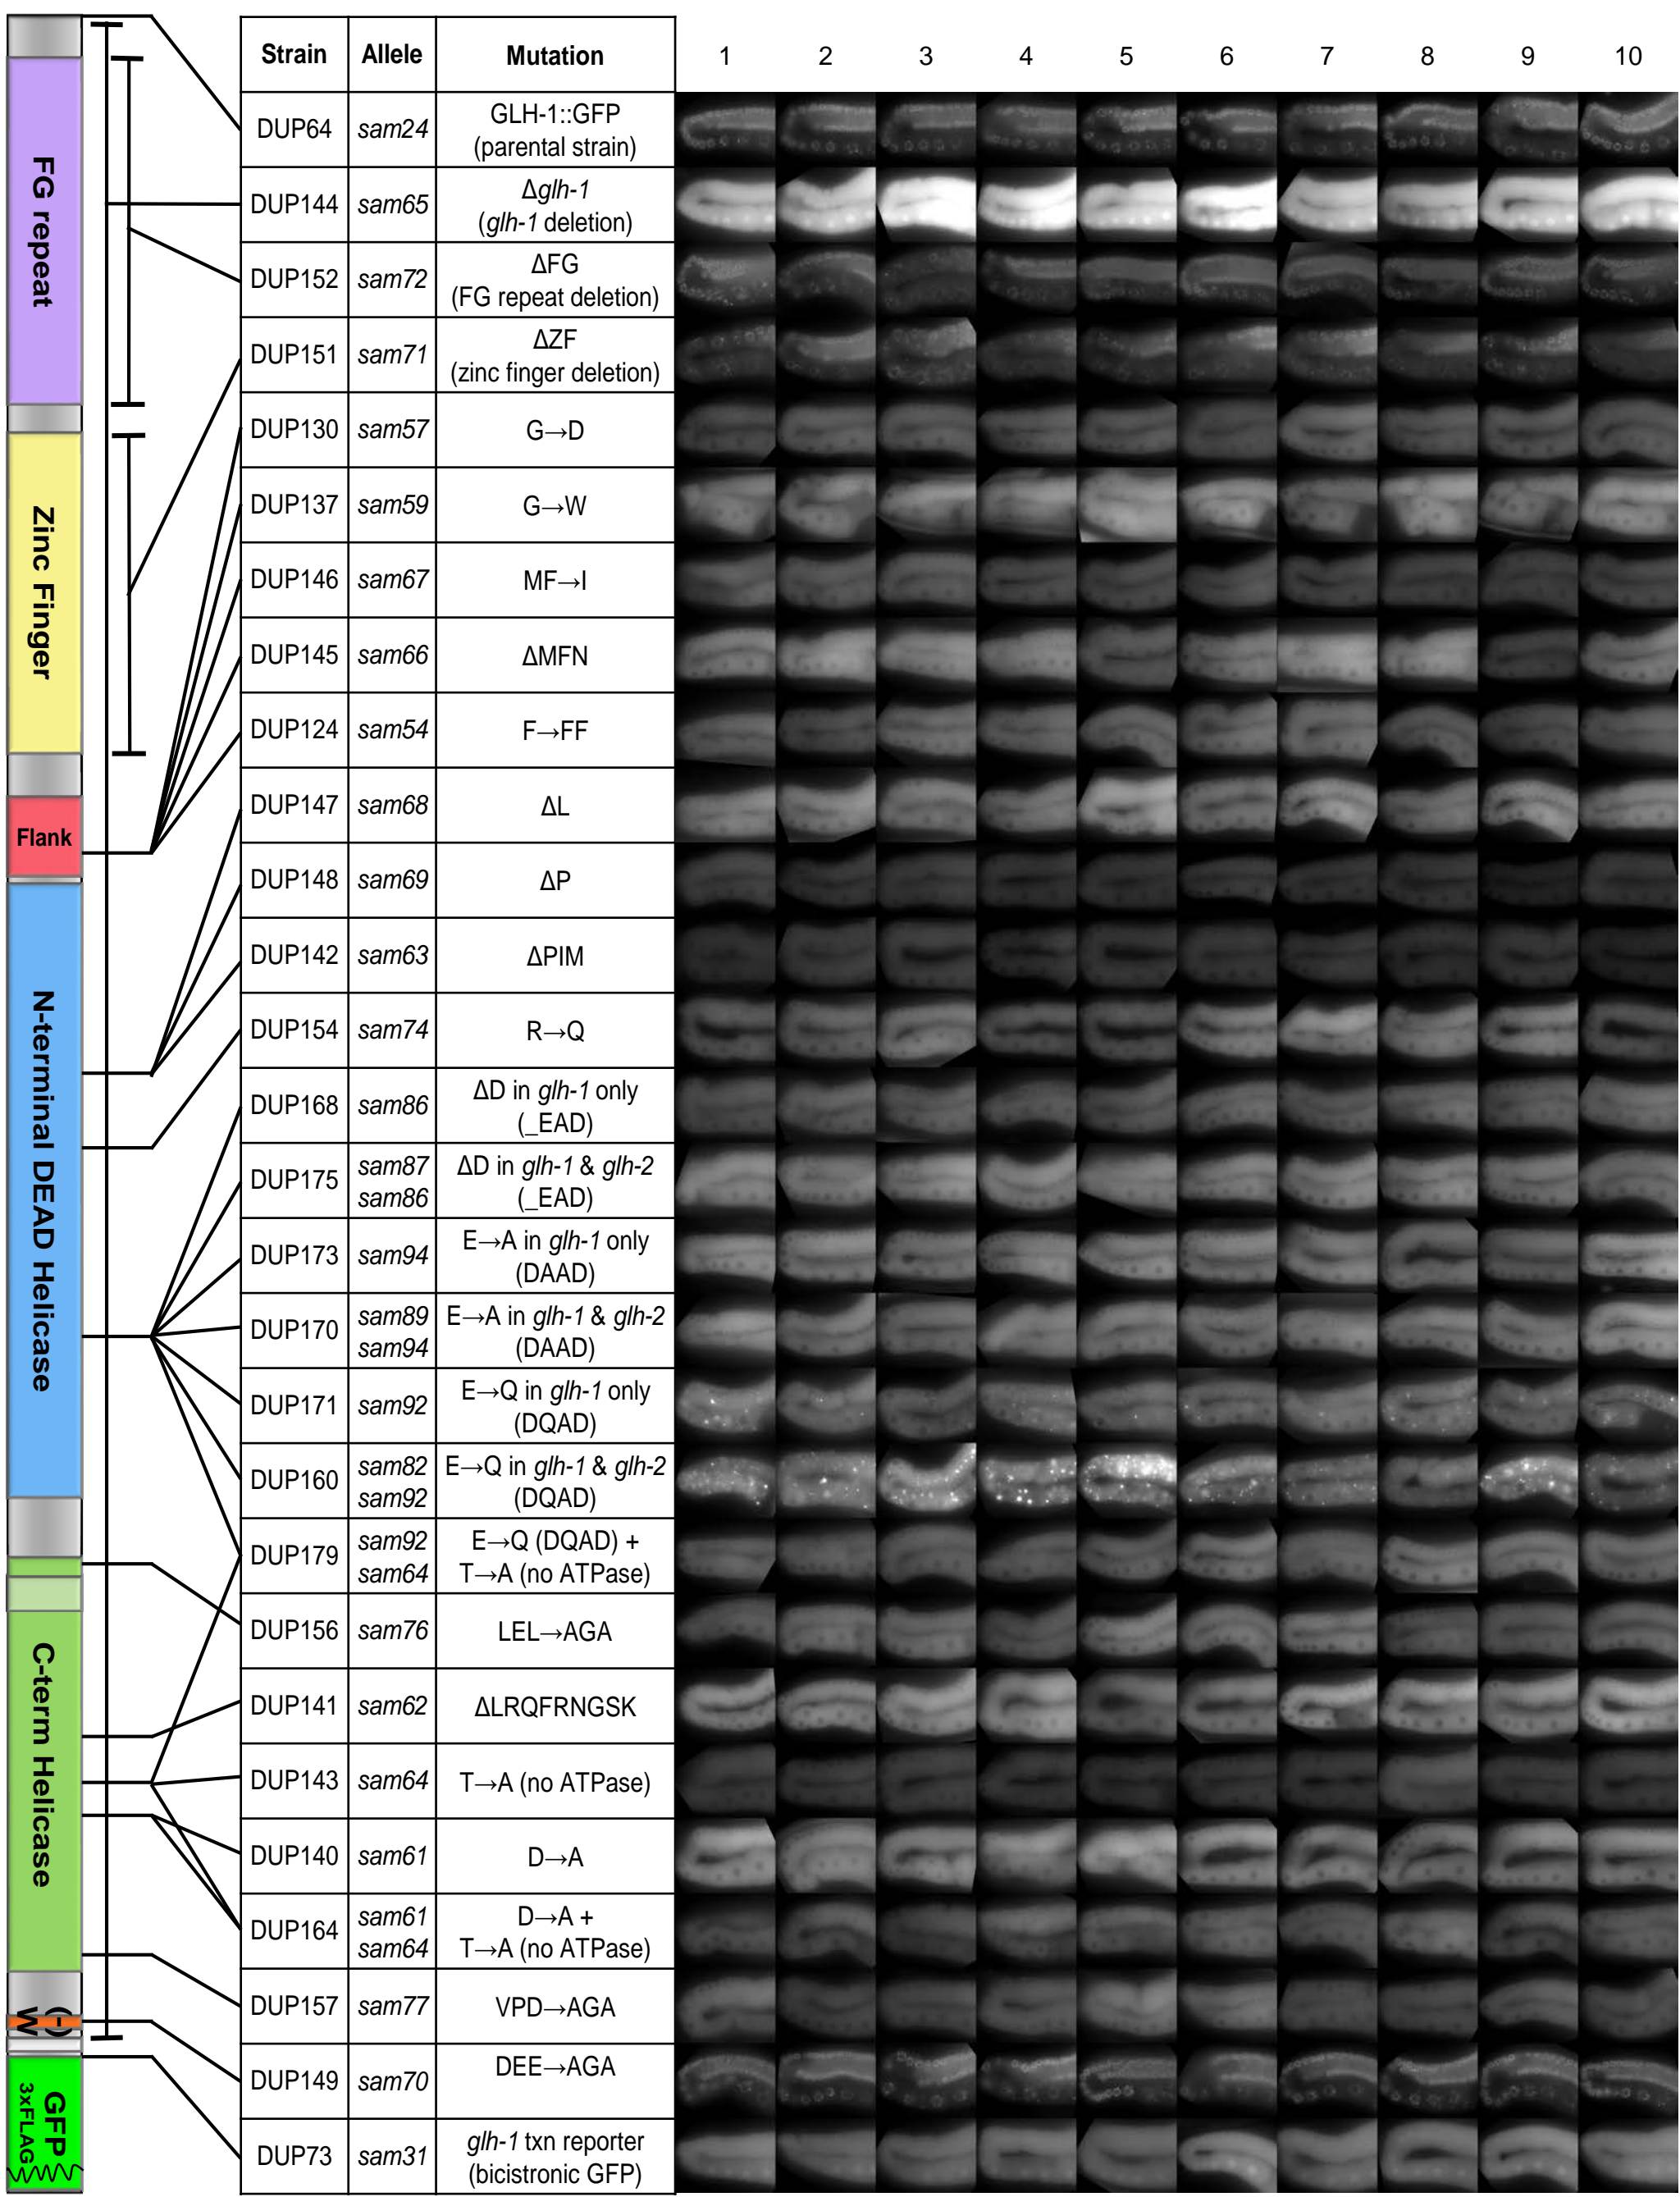 Strain Allele Mutation 1 2 3 4 5 6 7 8 9 10
DUP64 sam24 GLH-1::GFP
(parental strain)
DUP144 sam65 Δglh-1
(glh-1 deletion)
DUP152 sam72 ΔFG
(FG repeat deletion)
DUP151 sam71 ΔZF
(zinc finger deletion)
DUP130 sam57 G→D
DUP137 sam59 G→W
DUP146 sam67 MF→I
DUP145 sam66 ΔMFN
DUP124 sam54 F→FF
DUP147 sam68 ΔL
DUP148 sam69 ΔP
DUP142 sam63 ΔPIM
DUP154 sam74 R→Q
DUP168 sam86 ΔD in glh-1 only
(_EAD)
DUP175 sam87 ΔD in glh-1 & glh-2
sam86 (_EAD)
DUP173 sam94 E→A in glh-1 only
(DAAD)
DUP170 sam89 E→A in glh-1 & glh-2
sam94 (DAAD)
DUP171 sam92 E→Q in glh-1 only
(DQAD)
DUP160 sam82 E→Q in glh-1 & glh-2
sam92 (DQAD)
DUP179 sam92 E→Q (DQAD) +
sam64 T→A (no ATPase)
DUP156 sam76 LEL→AGA
DUP141 sam62 ΔLRQFRNGSK
DUP143 sam64 T→A (no ATPase)
DUP140 sam61 D→A
DUP164 sam61 D→A +
sam64 T→A (no ATPase)
DUP157 sam77 VPD→AGA
DUP149 sam70 DEE→AGA
DUP73 sam31 glh-1 txn reporter
(bicistronic GFP)
FG repeat
Zinc Finger
Flank
N-terminal DEAD Helicase
C-term Helicase
(-)
W
GFP
3xFLAG